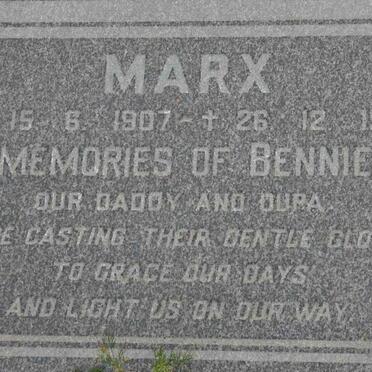 MARX
15-6 1907-† 26 12 1
MEMORIES OF BENNIE
OUR DADDY AND OUPA.
CASTING THEIR GENTLE
TO GRACE OUR DAYS
AND LIGHT US ON OUR WAY